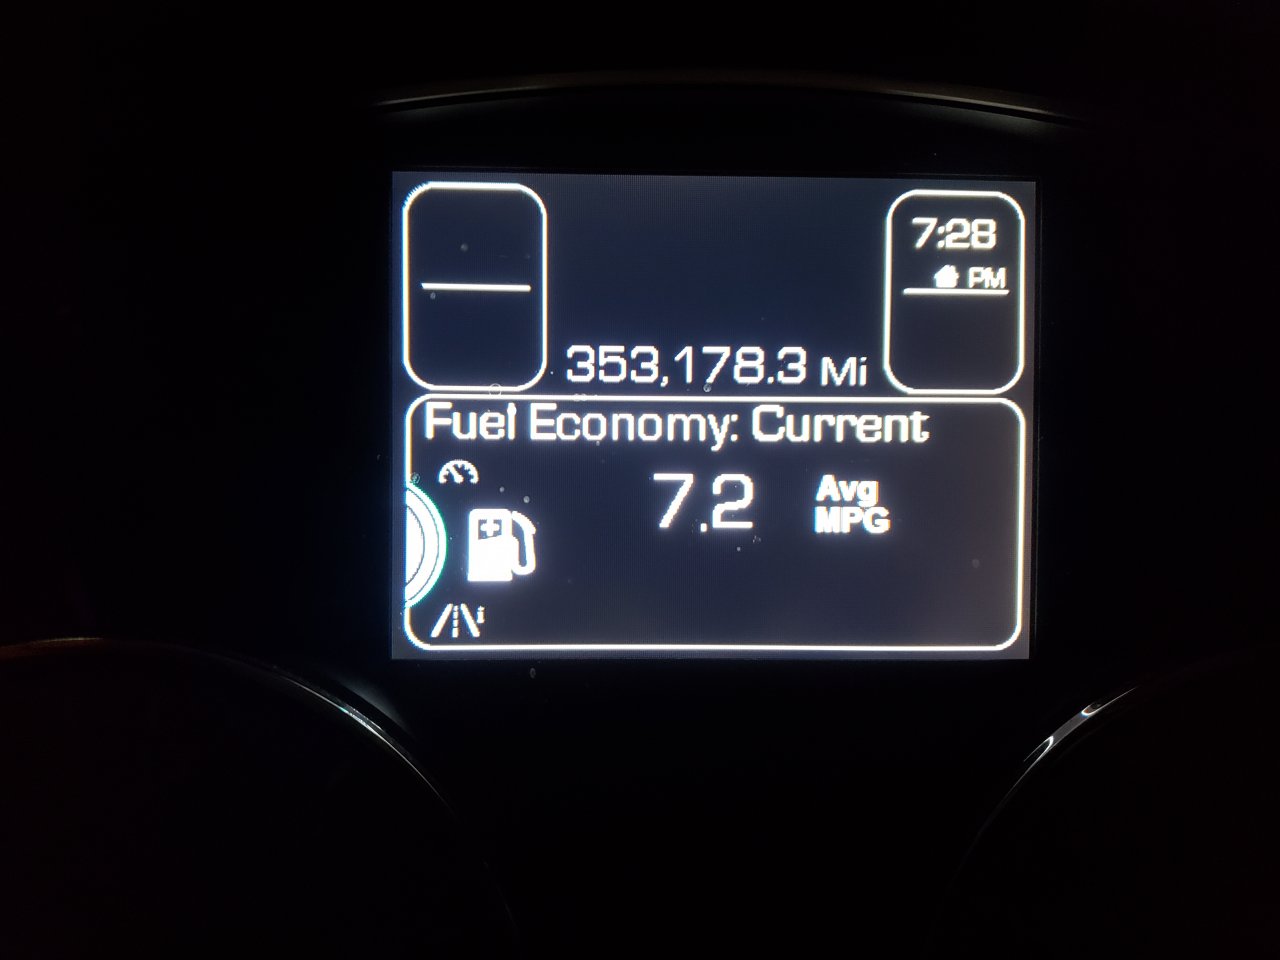 7:28
PM
353,178.3 Mi
Fuel Economy: Current
7.2 Avg
MPG